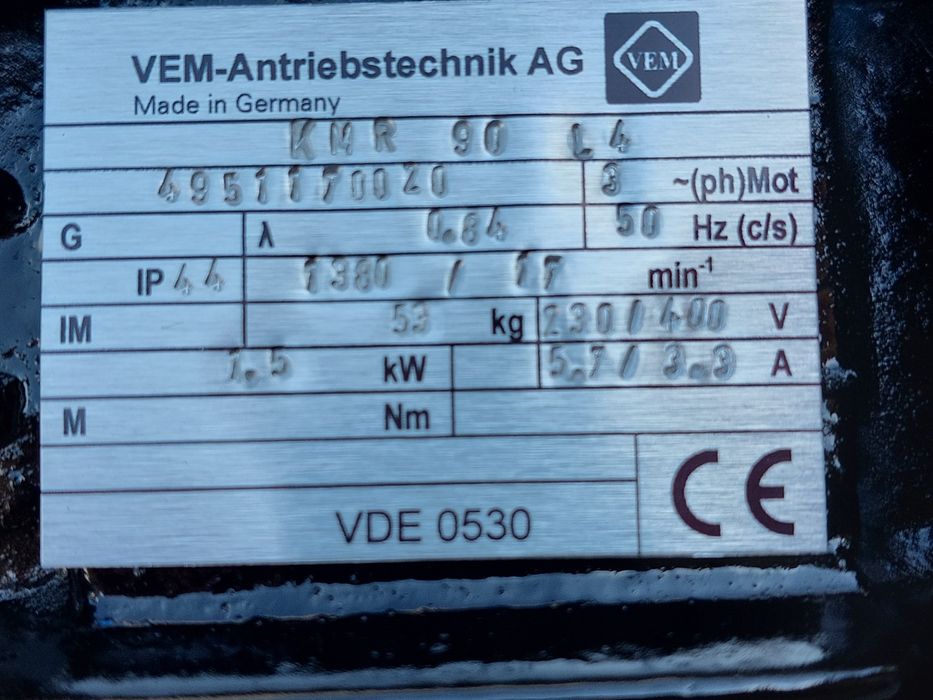 VEM-Antriebstechnik AG VEM
Made in Germany
KMR 90 L4
4951170020 3 ~(ph)Mot
G λ 0.84 50 Hz (c/s)
IP44 1380 / 17 min-1
IM 53 kg 230/400 V
1.5 kW 5.7/3.3 A
M Nm
CE
VDE 0530